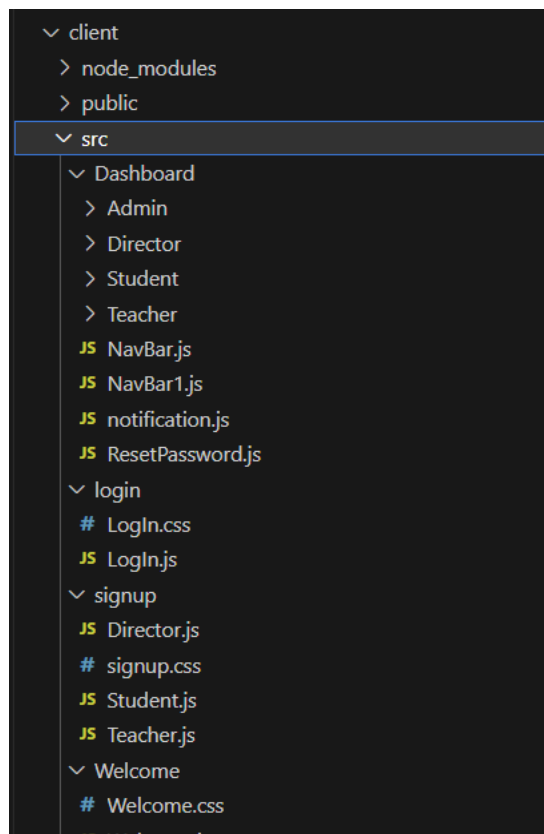 client
node_modules
public
src
Dashboard
Admin
Director
Student
Teacher
JS NavBar.js
JS NavBar1.js
JS notification.js
JS ResetPassword.js
login
# LogIn.css
JS LogIn.js
signup
JS Director.js
# signup.css
JS Student.js
JS Teacher.js
Welcome
# Welcome.css